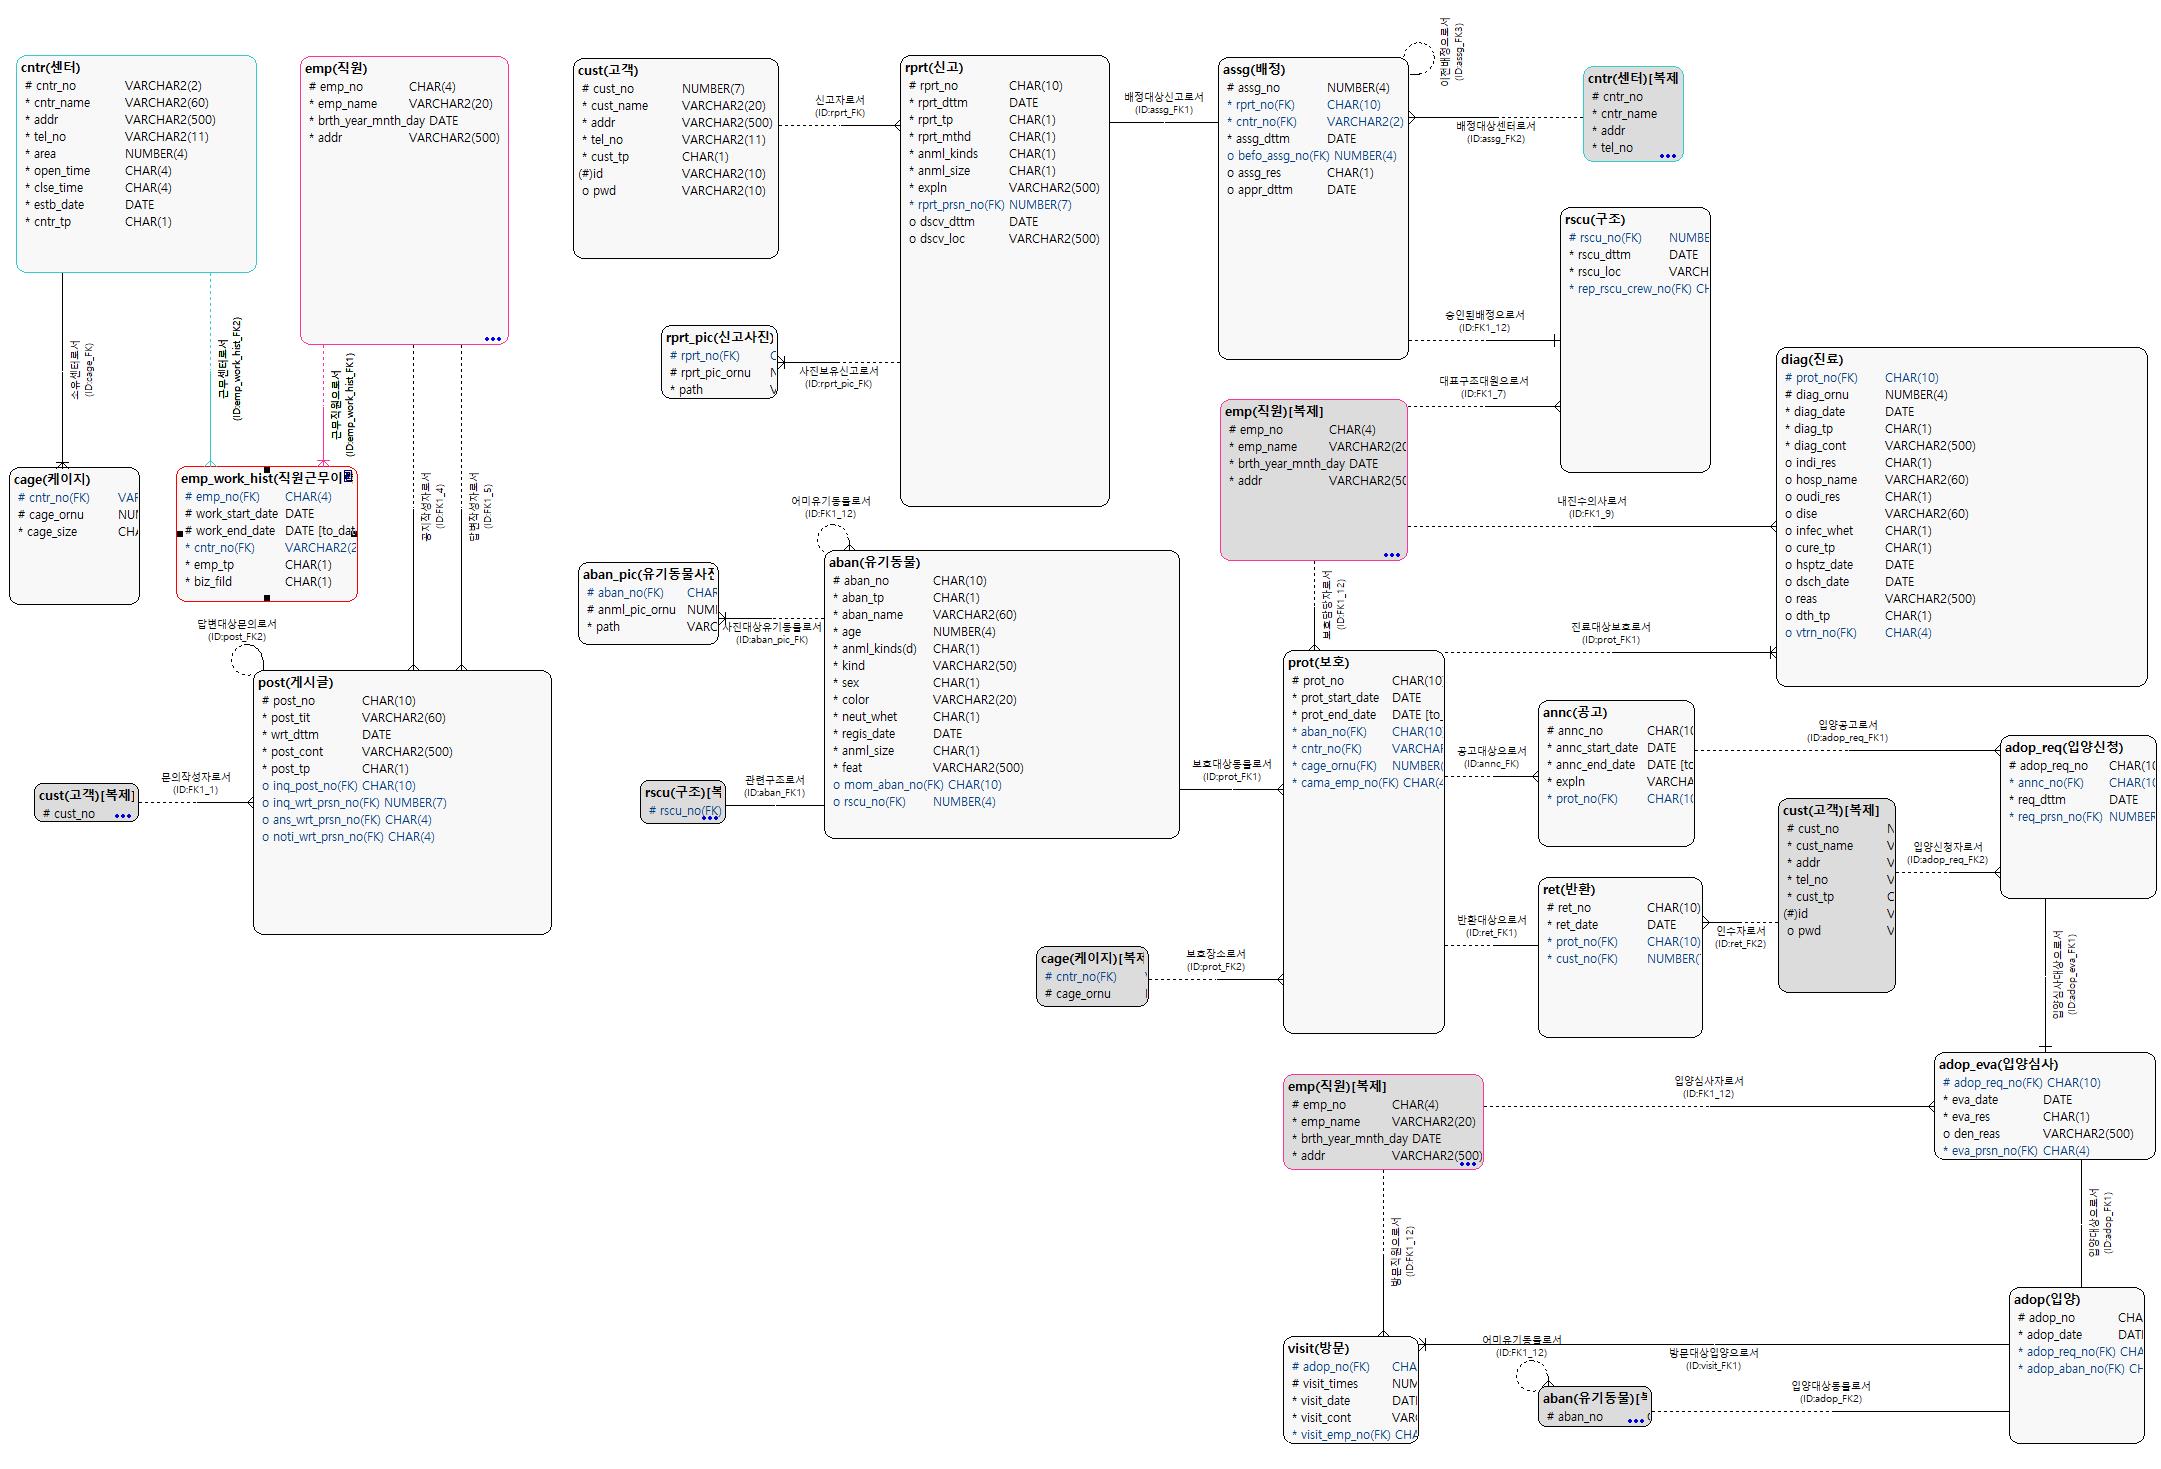 cntr(센터)
# cntr_no VARCHAR2(2)
* cntr_name VARCHAR2(60)
* addr VARCHAR2(500)
* tel_no VARCHAR2(11)
* area NUMBER(4)
* open_time CHAR(4)
* clse_time CHAR(4)
* estb_date DATE
* cntr_tp CHAR(1)
emp(직원)
# emp_no CHAR(4)
* emp_name VARCHAR2(20)
* brth_year_mnth_day DATE
* addr VARCHAR2(500)
cust(고객)
# cust_no NUMBER(7)
* cust_name VARCHAR2(20)
* addr VARCHAR2(500)
* tel_no VARCHAR2(11)
* cust_tp CHAR(1)
(#)id VARCHAR2(10)
o pwd VARCHAR2(10)
신고자로서
(ID:rprt_FK)
rprt(신고)
# rprt_no CHAR(10)
* rprt_dttm DATE
* rprt_tp CHAR(1)
* rprt_mthd CHAR(1)
* anml_kinds CHAR(1)
* anml_size CHAR(1)
* expln VARCHAR2(500)
* rprt_prsn_no(FK) NUMBER(7)
o dscv_dttm DATE
o dscv_loc VARCHAR2(500)
배정대상신고로서
(ID:assg_FK1)
assg(배정)
# assg_no NUMBER(4)
* rprt_no(FK) CHAR(10)
* cntr_no(FK) VARCHAR2(2)
* assg_dttm DATE
o befo_assg_no(FK) NUMBER(4)
o assg_res CHAR(1)
o appr_dttm DATE
이전배정으로서
(ID:assg_FK3)
배정대상센터로서
(ID:assg_FK2)
cntr(센터)[복제
# cntr_no
* cntr_name
* addr
* tel_no
rscu(구조)
# rscu_no(FK) NUMBE
* rscu_dttm DATE
* rscu_loc VARCH
* rep_rscu_crew_no(FK) CH
승인된배정으로서
(ID:FK1_12)
대표구조대원으로서
(ID:FK1_7)
rprt_pic(신고사진)
# rprt_no(FK) C
# rprt_pic_ornu N
* path V
사진보유신고로서
(ID:rprt_pic_FK)
소유센터로서
(ID:cage_FK)
근무센터로서
(ID:emp_work_hist_FK2)
근무직원으로서
(ID:emp_work_hist_FK1)
공지작성자로서
(ID:FK1_4)
답변작성자로서
(ID:FK1_5)
cage(케이지)
# cntr_no(FK) VAR
# cage_ornu NUM
* cage_size CHA
emp_work_hist(직원근무이
# emp_no(FK) CHAR(4)
# work_start_date DATE
# work_end_date DATE [to_dat
* cntr_no(FK) VARCHAR2(2
* emp_tp CHAR(1)
* biz_fild CHAR(1)
답변대상문의로서
(ID:post_FK2)
post(게시글)
# post_no CHAR(10)
* post_tit VARCHAR2(60)
* wrt_dttm DATE
* post_cont VARCHAR2(500)
* post_tp CHAR(1)
o inq_post_no(FK) CHAR(10)
o inq_wrt_prsn_no(FK) NUMBER(7)
o ans_wrt_prsn_no(FK) CHAR(4)
o noti_wrt_prsn_no(FK) CHAR(4)
cust(고객)[복제]
# cust_no
문의작성자로서
(ID:FK1_1)
emp(직원)[복제]
# emp_no CHAR(4)
* emp_name VARCHAR2(20
* brth_year_mnth_day DATE
* addr VARCHAR2(50
내진수의사로서
(ID:FK1_9)
보호담당자로서
(ID:FK1_12)
diag(진료)
# prot_no(FK) CHAR(10)
# diag_ornu NUMBER(4)
* diag_date DATE
* diag_tp CHAR(1)
* diag_cont VARCHAR2(500)
o indi_res CHAR(1)
o hosp_name VARCHAR2(60)
o oudi_res CHAR(1)
o dise VARCHAR2(60)
o infec_whet CHAR(1)
o cure_tp CHAR(1)
o hsptz_date DATE
o dsch_date DATE
o reas VARCHAR2(500)
o dth_tp CHAR(1)
o vtrn_no(FK) CHAR(4)
진료대상보호로서
(ID:prot_FK1)
어미유기동물로서
(ID:FK1_12)
aban_pic(유기동물사진
# aban_no(FK) CHAR
# anml_pic_ornu NUMI
* path VARC
사진대상유기동물로서
(ID:aban_pic_FK)
aban(유기동물)
# aban_no CHAR(10)
* aban_tp CHAR(1)
* aban_name VARCHAR2(60)
* age NUMBER(4)
* anml_kinds(d) CHAR(1)
* kind VARCHAR2(50)
* sex CHAR(1)
* color VARCHAR2(20)
* neut_whet CHAR(1)
* regis_date DATE
* anml_size CHAR(1)
* feat VARCHAR2(500)
o mom_aban_no(FK) CHAR(10)
o rscu_no(FK) NUMBER(4)
rscu(구조)[복
# rscu_no(FK)
관련구조로서
(ID:aban_FK1)
보호대상동물로서
(ID:prot_FK1)
prot(보호)
# prot_no CHAR(10)
* prot_start_date DATE
* prot_end_date DATE [to_
* aban_no(FK) CHAR(10)
* cntr_no(FK) VARCHAR
* cage_ornu(FK) NUMBER(
* cama_emp_no(FK) CHAR(4
공고대상으로서
(ID:annc_FK)
annc(공고)
# annc_no CHAR(10
* annc_start_date DATE
* annc_end_date DATE [to
* expln VARCHA
* prot_no(FK) CHAR(10
입양공고로서
(ID:adop_req_FK1)
adop_req(입양신청)
# adop_req_no CHAR(10
* annc_no(FK) CHAR(10
* req_dttm DATE
* req_prsn_no(FK) NUMBER
cust(고객)[복제]
# cust_no N
* cust_name V
* addr V
* tel_no V
* cust_tp C
(#)id V
o pwd V
입양신청자로서
(ID:adop_req_FK2)
반환대상으로서
(ID:ret_FK1)
ret(반환)
# ret_no CHAR(10)
* ret_date DATE
* prot_no(FK) CHAR(10)
* cust_no(FK) NUMBER(
인수자로서
(ID:ret_FK2)
cage(케이지)[복제
# cntr_no(FK)
# cage_ornu
보호장소로서
(ID:prot_FK2)
입양심사대상으로서
(ID:adop_eva_FK1)
emp(직원)[복제]
# emp_no CHAR(4)
* emp_name VARCHAR2(20)
* brth_year_mnth_day DATE
* addr VARCHAR2(500)
입양심사자로서
(ID:FK1_12)
adop_eva(입양심사)
# adop_req_no(FK) CHAR(10)
* eva_date DATE
* eva_res CHAR(1)
o den_reas VARCHAR2(500)
* eva_prsn_no(FK) CHAR(4)
입양대상으로서
(ID:adop_FK1)
방문직원으로서
(ID:FK1_12)
visit(방문)
# adop_no(FK) CHA
# visit_times NUM
* visit_date DATI
* visit_cont VAR
* visit_emp_no(FK) CHA
어미유기동물로서
(ID:FK1_12)
방문대상입양으로서
(ID:visit_FK1)
aban(유기동물)[복
# aban_no
입양대상동물로서
(ID:adop_FK2)
adop(입양)
# adop_no CHA
* adop_date DATI
* adop_req_no(FK) CHA
* adop_aban_no(FK) CH